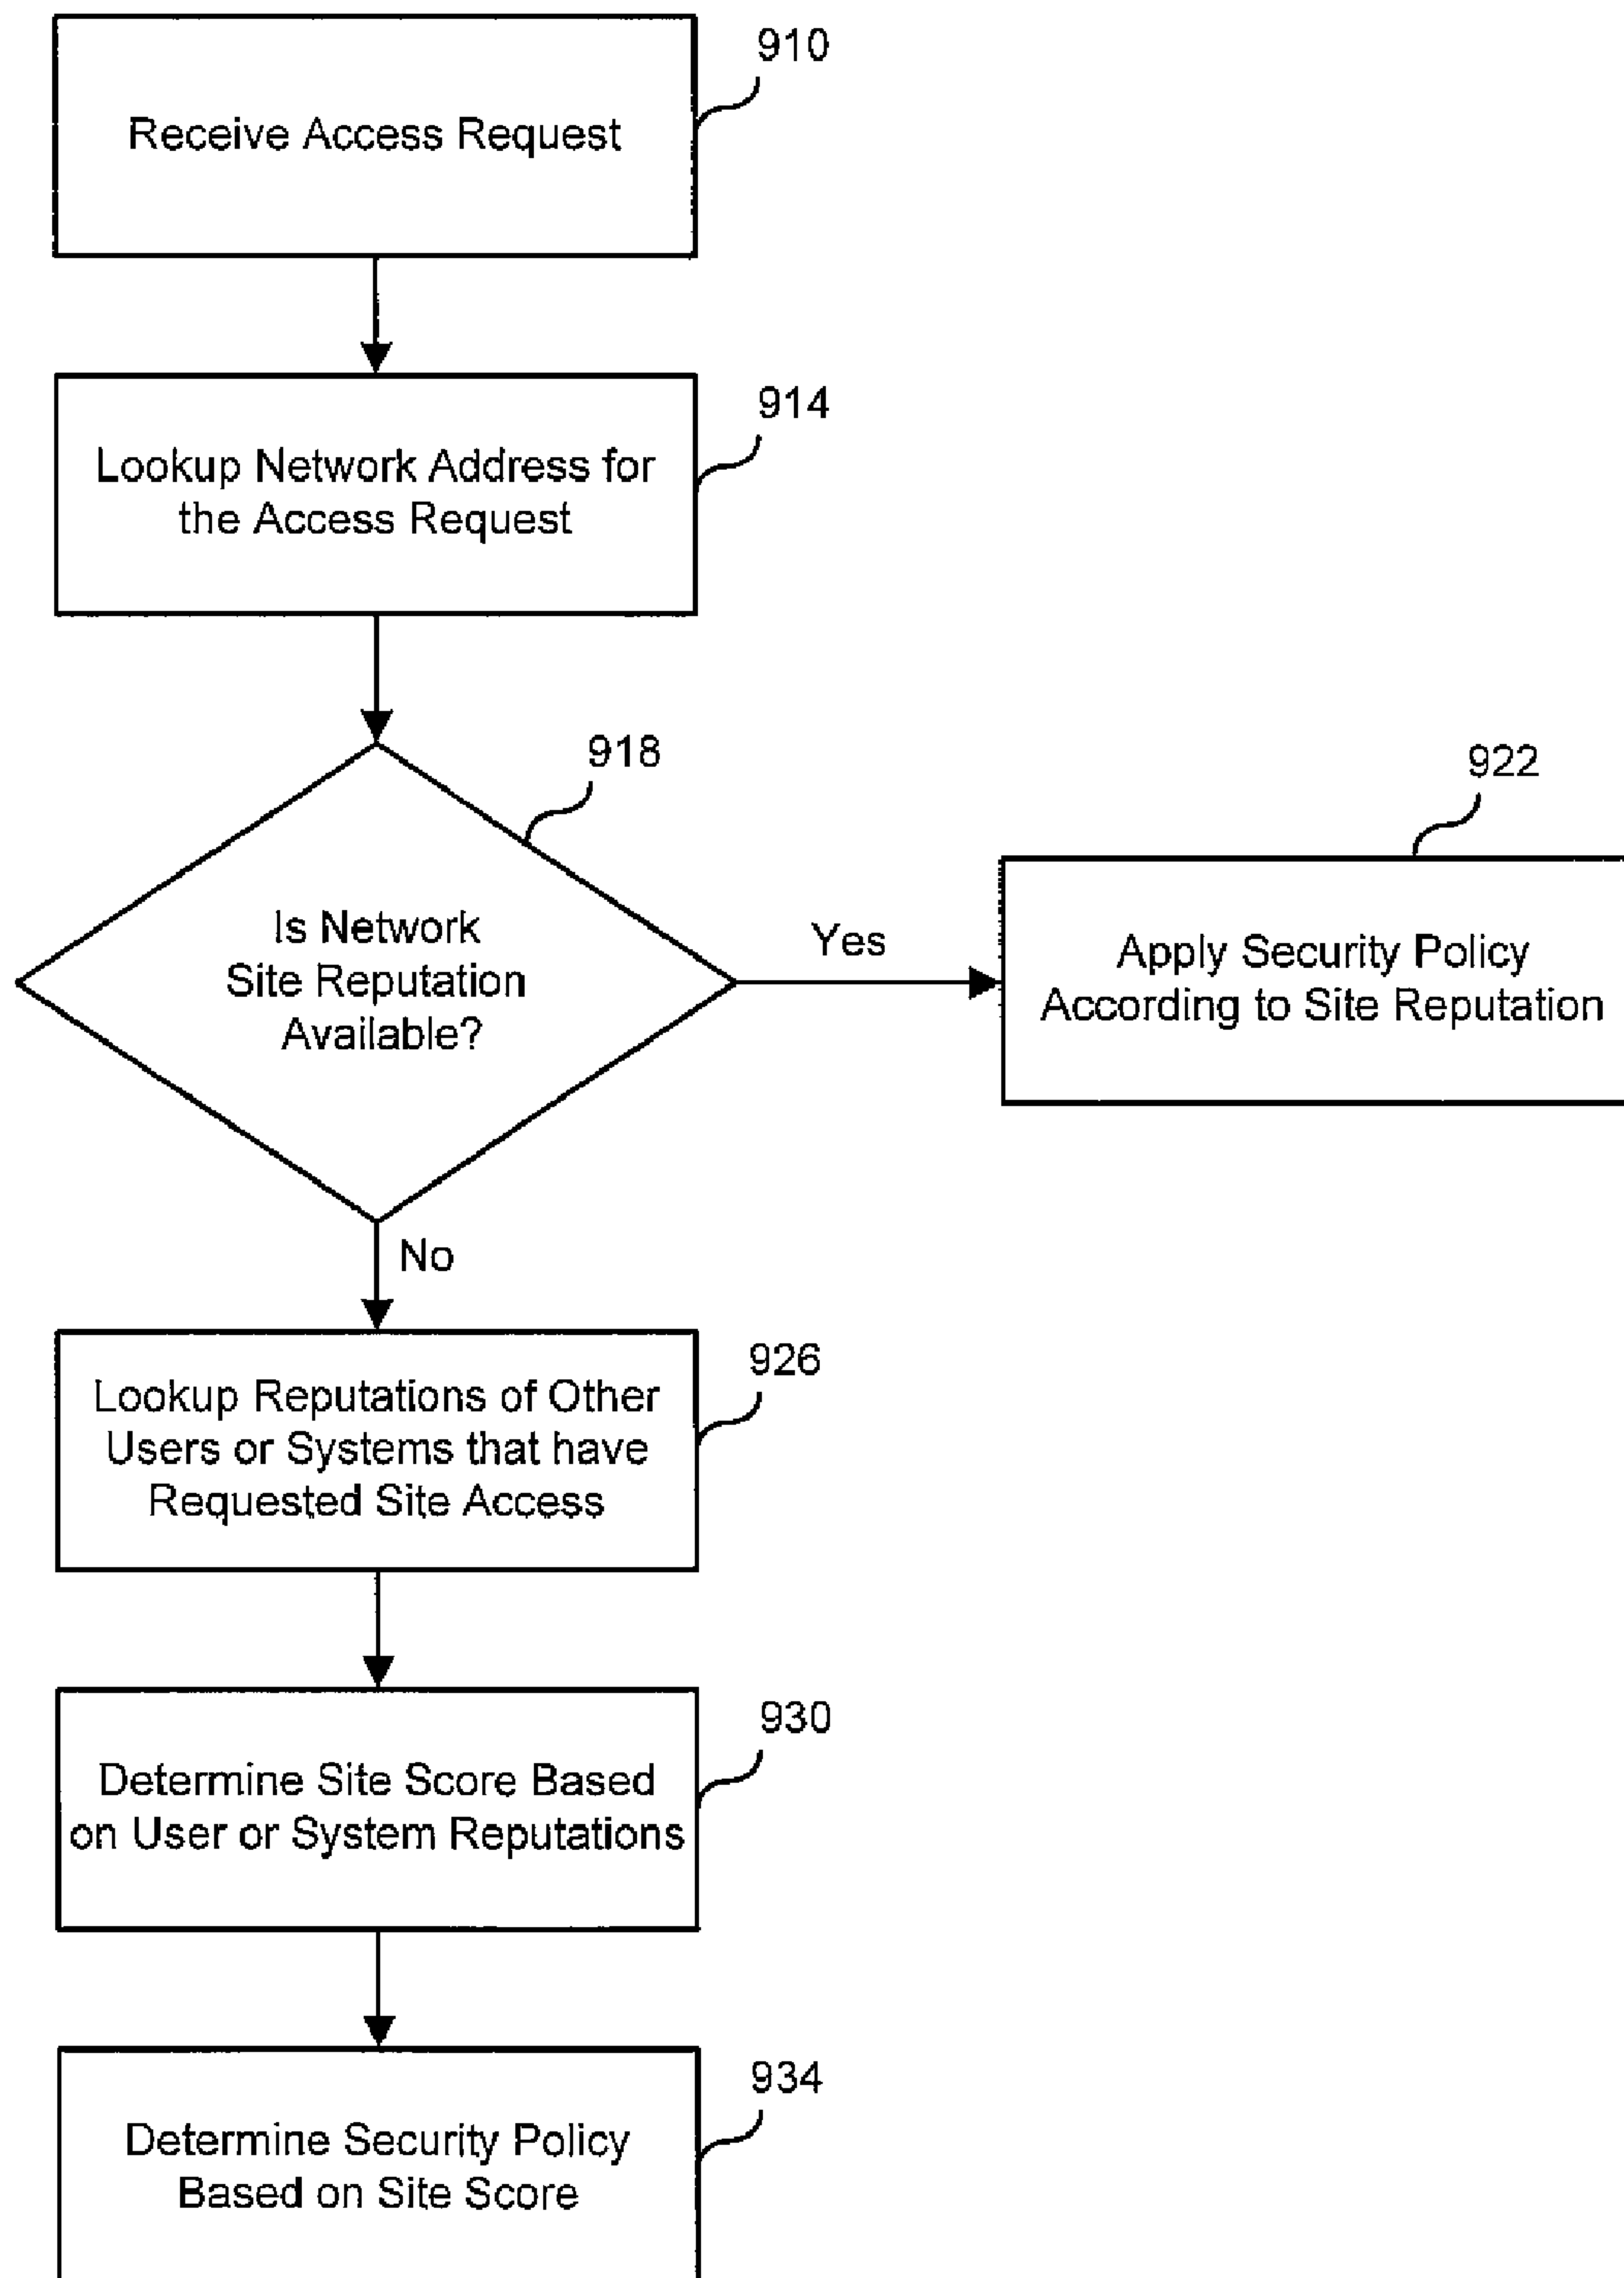 910
Receive Access Request
914
Lookup Network Address for
the Access Request
918
Is Network
Site Reputation
Available?
Yes
922
Apply Security Policy
According to Site Reputation
No
926
Lookup Reputations of Other
Users or Systems that have
Requested Site Access
930
Determine Site Score Based
on User or System Reputations
934
Determine Security Policy
Based on Site Score